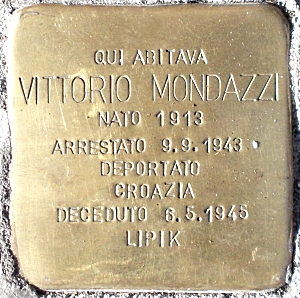 QUI ABITAVA
VITTORIO MONDAZZI
NATO 1913
ARRESTATO 9.9.1943
DEPORTATO
CROAZIA
DECEDUTO 6.5.1945
LIPIK